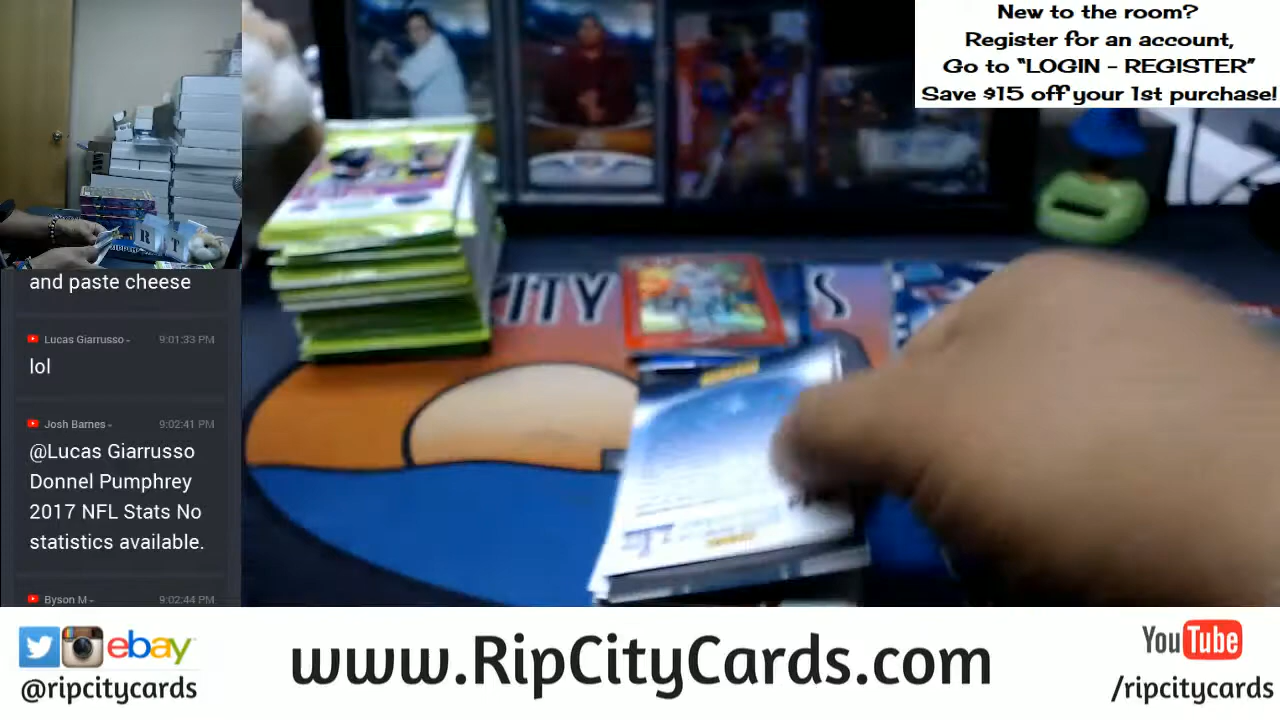 New to the room?
Register for an account,
Go to "LOGIN - REGISTER"
Save $15 off your 1st purchase!
R T
and paste cheese
Lucas Giarrusso - 9:01:33 PM
lol
Josh Barnes - 9:02:41 PM
@Lucas Giarrusso
Donnel Pumphrey
2017 NFL Stats No
statistics available.
Byson M - 9:02:44 PM
CITY S
ebay
@ripcitycards
www.RipCityCards.com
YouTube
/ripcitycards